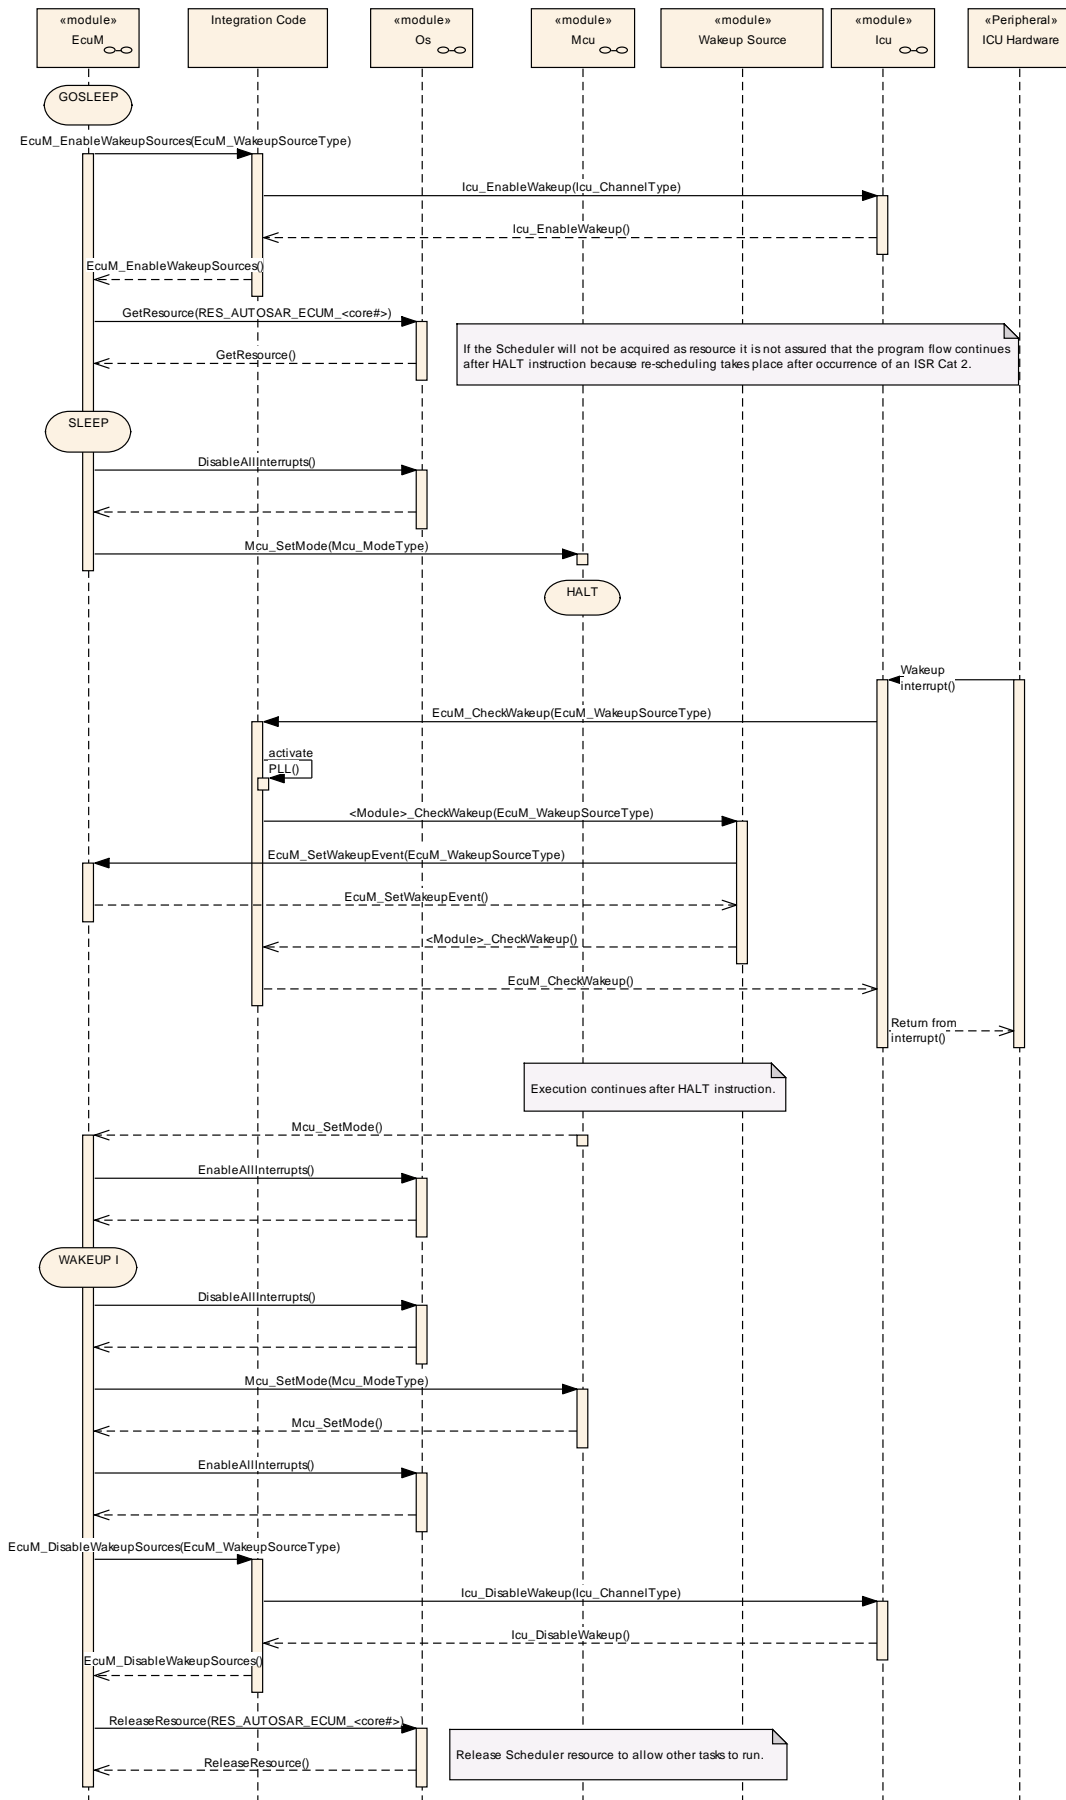 «module»
EcuM
Integration Code
«module»
Os
«module»
Mcu
«module»
Wakeup Source
«module»
Icu
«Peripheral»
ICU Hardware
GOSLEEP
EcuM_EnableWakeupSources(EcuM_WakeupSourceType)
Icu_EnableWakeup(Icu_ChannelType)
Icu_EnableWakeup()
EcuM_EnableWakeupSources()
GetResource(RES_AUTOSAR_ECUM_<core#>)
If the Scheduler will not be acquired as resource it is not assured that the program flow continues
after HALT instruction because re-scheduling takes place after occurrence of an ISR Cat 2.
GetResource()
SLEEP
DisableAllInterrupts()
Mcu_SetMode(Mcu_ModeType)
HALT
Wakeup
interrupt()
EcuM_CheckWakeup(EcuM_WakeupSourceType)
activate
PLL()
<Module>_CheckWakeup(EcuM_WakeupSourceType)
EcuM_SetWakeupEvent(EcuM_WakeupSourceType)
EcuM_SetWakeupEvent()
<Module>_CheckWakeup()
EcuM_CheckWakeup()
Return from
interrupt()
Execution continues after HALT instruction.
Mcu_SetMode()
EnableAllInterrupts()
WAKEUP I
DisableAllInterrupts()
Mcu_SetMode(Mcu_ModeType)
Mcu_SetMode()
EnableAllInterrupts()
EcuM_DisableWakeupSources(EcuM_WakeupSourceType)
Icu_DisableWakeup(Icu_ChannelType)
Icu_DisableWakeup()
EcuM_DisableWakeupSources()
ReleaseResource(RES_AUTOSAR_ECUM_<core#>)
Release Scheduler resource to allow other tasks to run.
ReleaseResource()